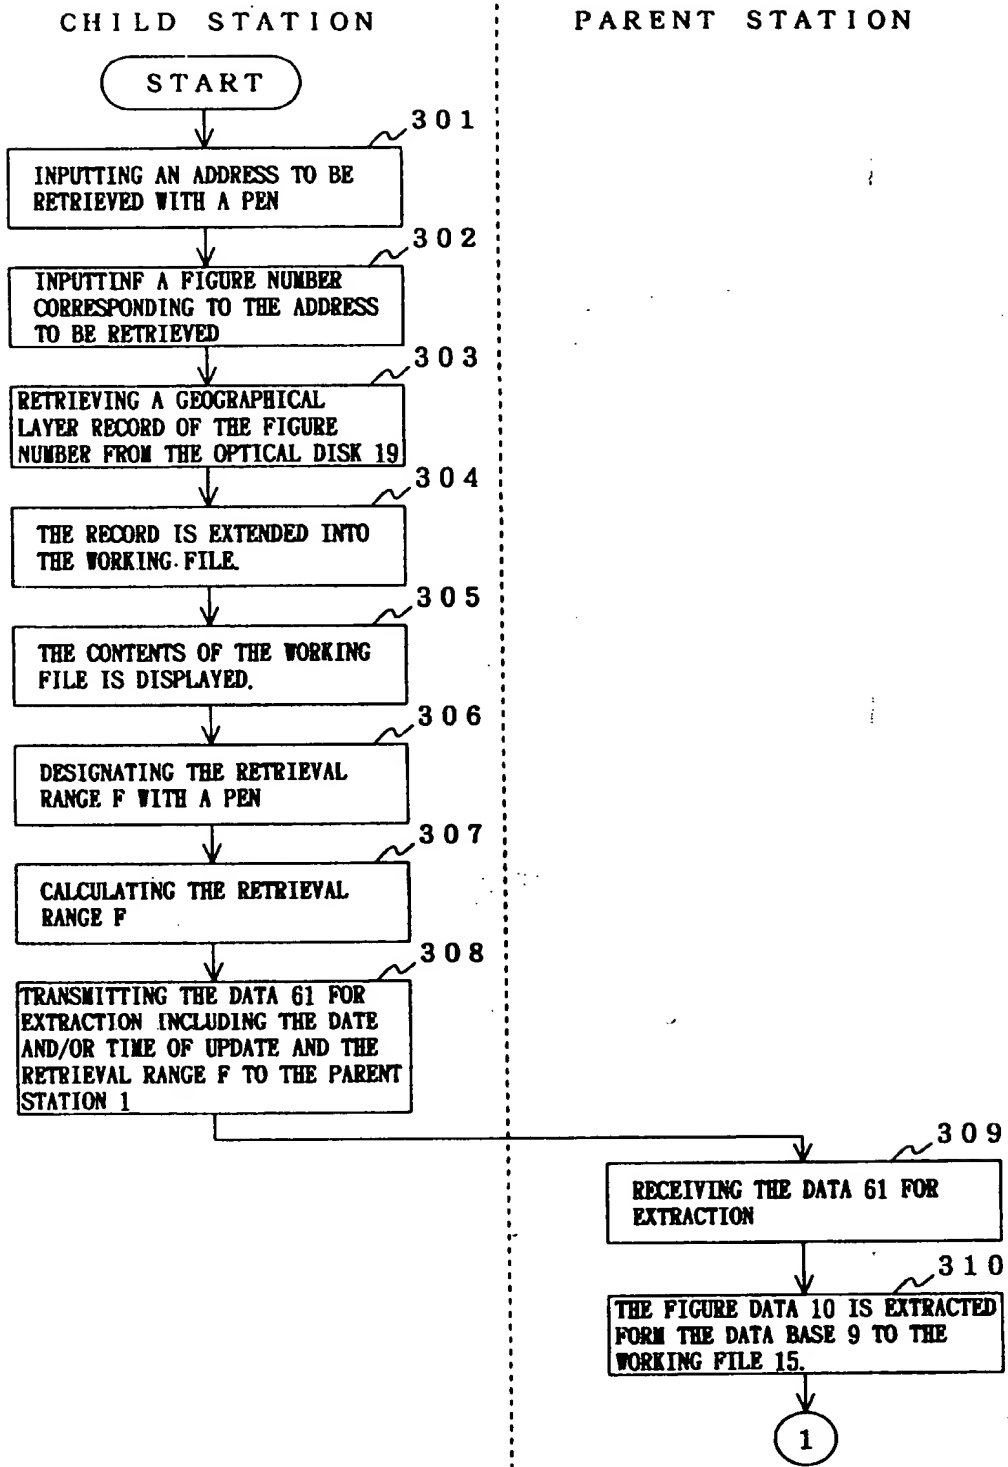 CHILD STATION
PARENT STATION
START
301
INPUTTING AN ADDRESS TO BE
RETRIEVED WITH A PEN
302
INPUTTINF A FIGURE NUMBER
CORRESPONDING TO THE ADDRESS
TO BE RETRIEVED
303
RETRIEVING A GEOGRAPHICAL
LAYER RECORD OF THE FIGURE
NUMBER FROM THE OPTICAL DISK 19
304
THE RECORD IS EXTENDED INTO
THE WORKING FILE.
305
THE CONTENTS OF THE WORKING
FILE IS DISPLAYED.
306
DESIGNATING THE RETRIEVAL
RANGE F WITH A PEN
307
CALCULATING THE RETRIEVAL
RANGE F
308
TRANSMITTING THE DATA 61 FOR
EXTRACTION INCLUDING THE DATE
AND/OR TIME OF UPDATE AND THE
RETRIEVAL RANGE F TO THE PARENT
STATION 1
309
RECEIVING THE DATA 61 FOR
EXTRACTION
310
THE FIGURE DATA 10 IS EXTRACTED
FORM THE DATA BASE 9 TO THE
WORKING FILE 15.
1